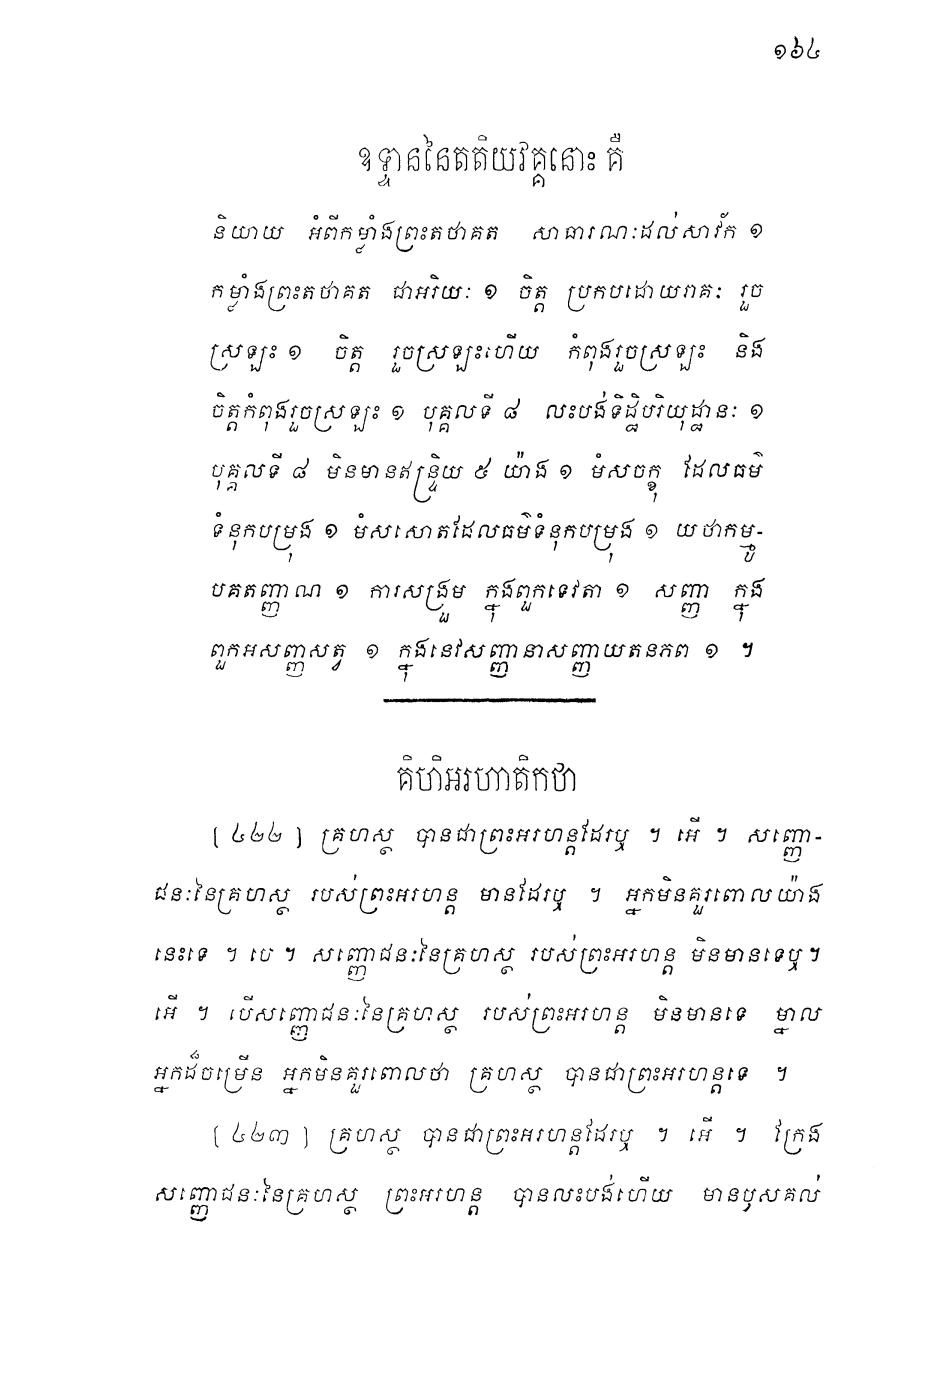 ១៦៤
ឧទ្ទាននៃតតិយវគ្គនោះ គឺ
និយាយ អំពីកម្លាំងព្រះតថាគត សាធារណៈដល់សាវ័ក ១
កម្លាំងព្រះតថាគត ជាអរិយៈ ១ ចិត្ត ប្រកបដោយរាគៈ រួច
ស្រឡះ ១ ចិត្ត រួចស្រឡះហើយ កំពុងរួចស្រឡះ និង
ចិត្តកំពុងរួចស្រឡះ ១ បុគ្គលទី ៨ លះបង់ទិដ្ឋិបរិយុដ្ឋានៈ ១
បុគ្គលទី ៨ មិនមានឥន្ទ្រិយ ៥ យ៉ាង ១ មំសចក្ខុ ដែលធម៌
ទំនុកបម្រុង ១ មំសសោតដែលធម៌ទំនុកបម្រុង ១ យថាកម្មូ-
បគតញ្ញាណ ១ ការសង្រួម ក្នុងពួកទេវតា ១ សញ្ញា ក្នុង
ពួកអសញ្ញសត្វ ១ ក្នុងនេវសញ្ញានាសញ្ញាយតនភព ១ ។
គិហិអរហាតិកថា
[ ៤២២ ] គ្រហស្ថ បានជាព្រះអរហន្តដែរឬ ។ អើ ។ សញ្ញោ-
ជនៈនៃគ្រហស្ថ របស់ព្រះអរហន្ត មានដែរឬ ។ អ្នកមិនគួរពោលយ៉ាង
នេះទេ ។ បេ ។ សញ្ញោជនៈនៃគ្រហស្ថ របស់ព្រះអរហន្ត មិនមានទេឬ ។
អើ ។ បើសញ្ញោជនៈនៃគ្រហស្ថ របស់ព្រះអរហន្ត មិនមានទេ ម្នាល
អ្នកដ៏ចម្រើន អ្នកមិនគួរពោលថា គ្រហស្ថ បានជាព្រះអរហន្តទេ ។
[ ៤២៣ ] គ្រហស្ថ បានជាព្រះអរហន្តដែរឬ ។ អើ ។ ក្រែង
សញ្ញោជនៈនៃគ្រហស្ថ ព្រះអរហន្ត បានលះបង់ហើយ មានឫសគល់